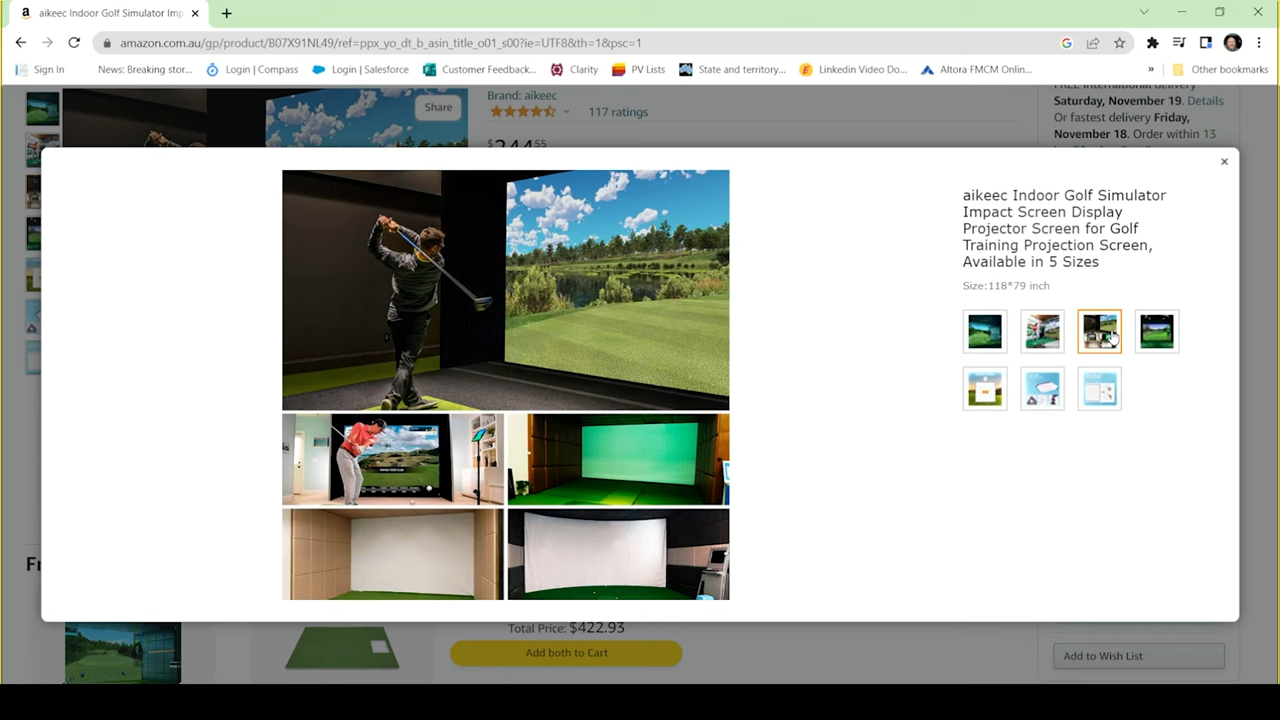 aikeec Indoor Golf Simulator Imp
amazon.com.au/gp/product/B07X91NL49/ref=ppx_yo_dt_b_asin_title_o01_s00?ie=UTF8&th=1&psc=1
Sign In
News: Breaking stor...
Login | Compass
Login | Salesforce
Customer Feedback...
Clarity
PV Lists
State and territory...
Linkedin Video Do...
Altora FMCM Onlin...
»
Other bookmarks
Share
Brand: aikeec
117 ratings
$244.55
FREE international delivery
Saturday, November 19. Details
Or fastest delivery Friday,
November 18. Order within 13
aikeec Indoor Golf Simulator
Impact Screen Display
Projector Screen for Golf
Training Projection Screen,
Available in 5 Sizes
Size:118*79 inch
Total Price: $422.93
Add both to Cart
Add to Wish List